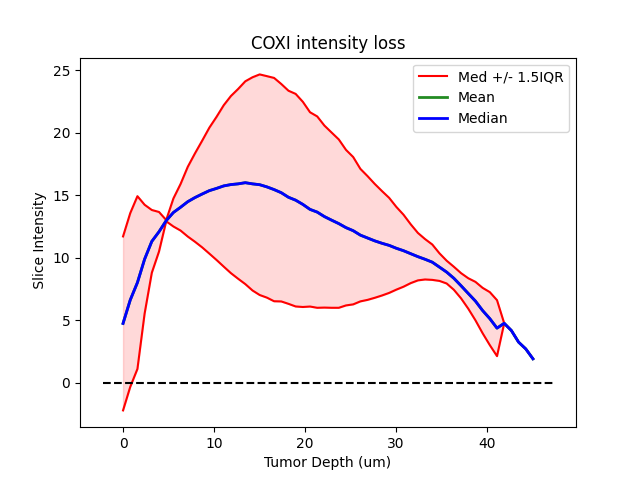 COXI intensity loss
Med +/- 1.5IQR
Mean
Median
Slice Intensity
25
20
15
10
5
0
0 10 20 30 40
Tumor Depth (um)